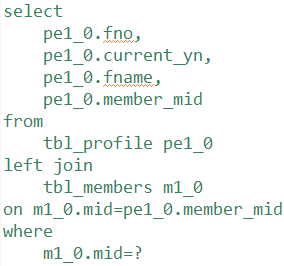 select
pe1_0.fno,
pe1_0.current_yn,
pe1_0.fname,
pe1_0.member_mid
from
tbl_profile pe1_0
left join
tbl_members m1_0
on m1_0.mid=pe1_0.member_mid
where
m1_0.mid=?